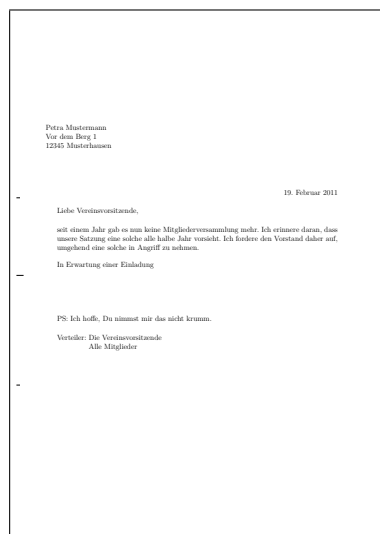 Petra Mustermann
Vor dem Berg 1
12345 Musterhausen
19. Februar 2011
Liebe Vereinsvorsitzende,
seit einem Jahr gab es nun keine Mitgliederversammlung mehr. Ich erinnere daran, dass
unsere Satzung eine solche alle halbe Jahr vorsieht. Ich fordere den Vorstand daher auf,
umgehend eine solche in Angriff zu nehmen.
In Erwartung einer Einladung
PS: Ich hoffe, Du nimmst mir das nicht krumm.
Verteiler: Die Vereinsvorsitzende
Alle Mitglieder